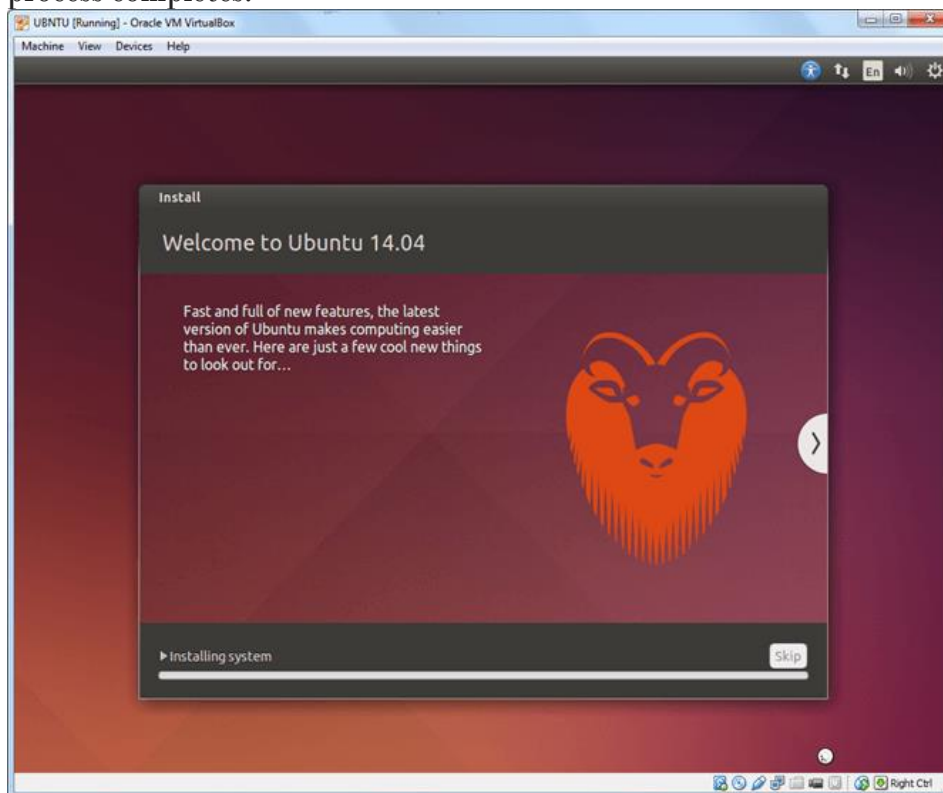 process completes.
UBNTU [Running] - Oracle VM VirtualBox
Machine View Devices Help
En
Install
Welcome to Ubuntu 14.04
Fast and full of new features, the latest
version of Ubuntu makes computing easier
than ever. Here are just a few cool new things
to look out for...
Installing system
Skip
Right Ctrl